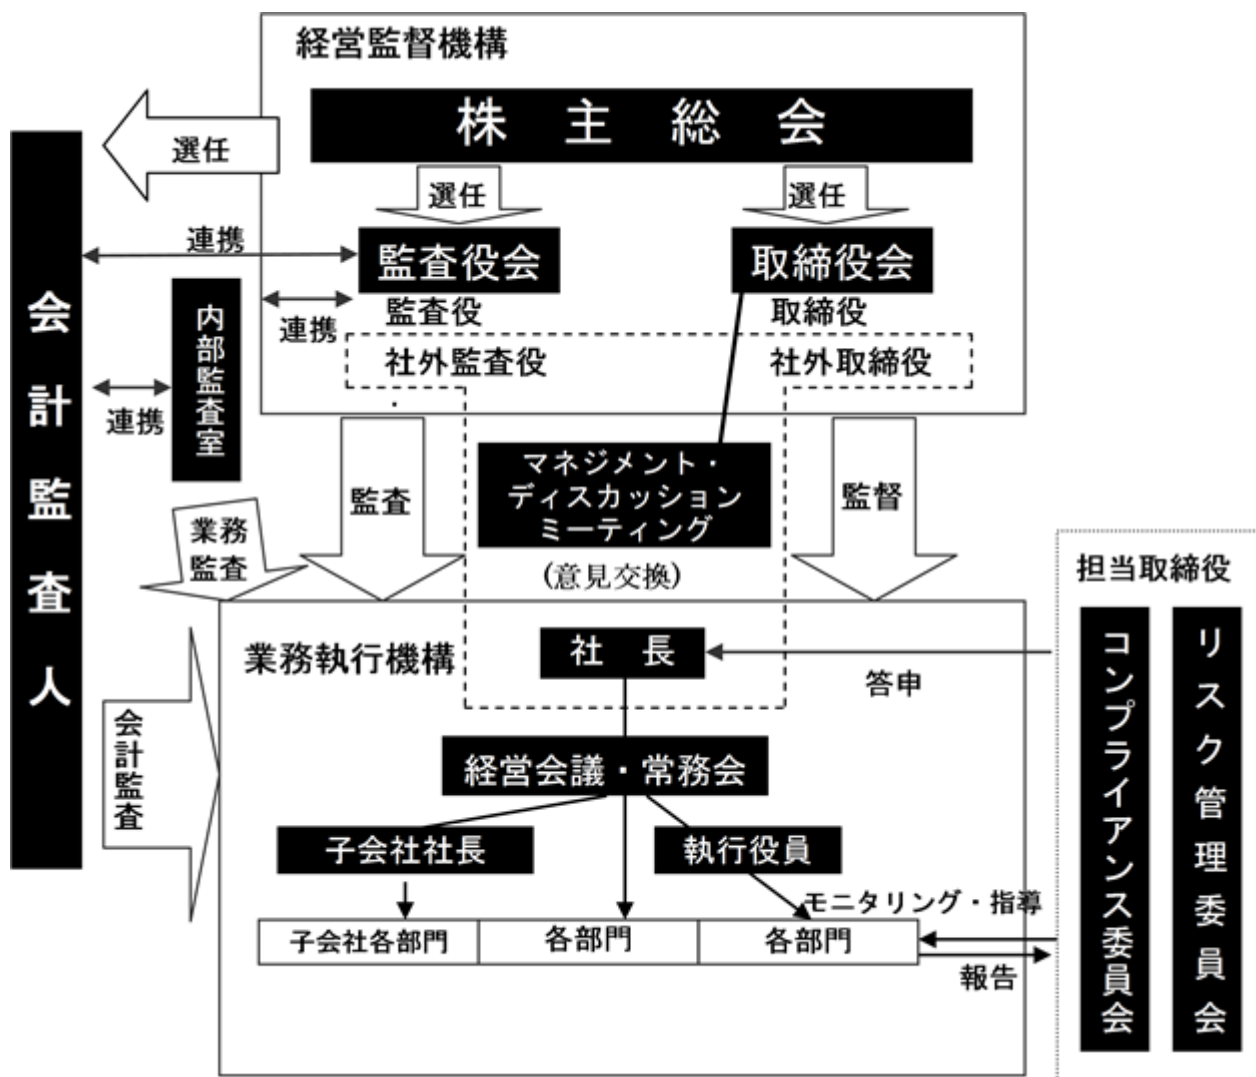 経営監督機構
株主総会
選任
選任
選任
連携
監査役会
取締役会
監査役
取締役
連携
社外監査役
社外取締役
会計監査人
内部監査室
連携
マネジメント・
ディスカッション
ミーティング
(意見交換)
監査
監督
業務
監査
担当取締役
コンプライアンス委員会
リスク管理委員会
業務執行機構
社長
答申
会計監査
経営会議・常務会
子会社社長
執行役員
モニタリング・指導
子会社各部門
各部門
各部門
報告